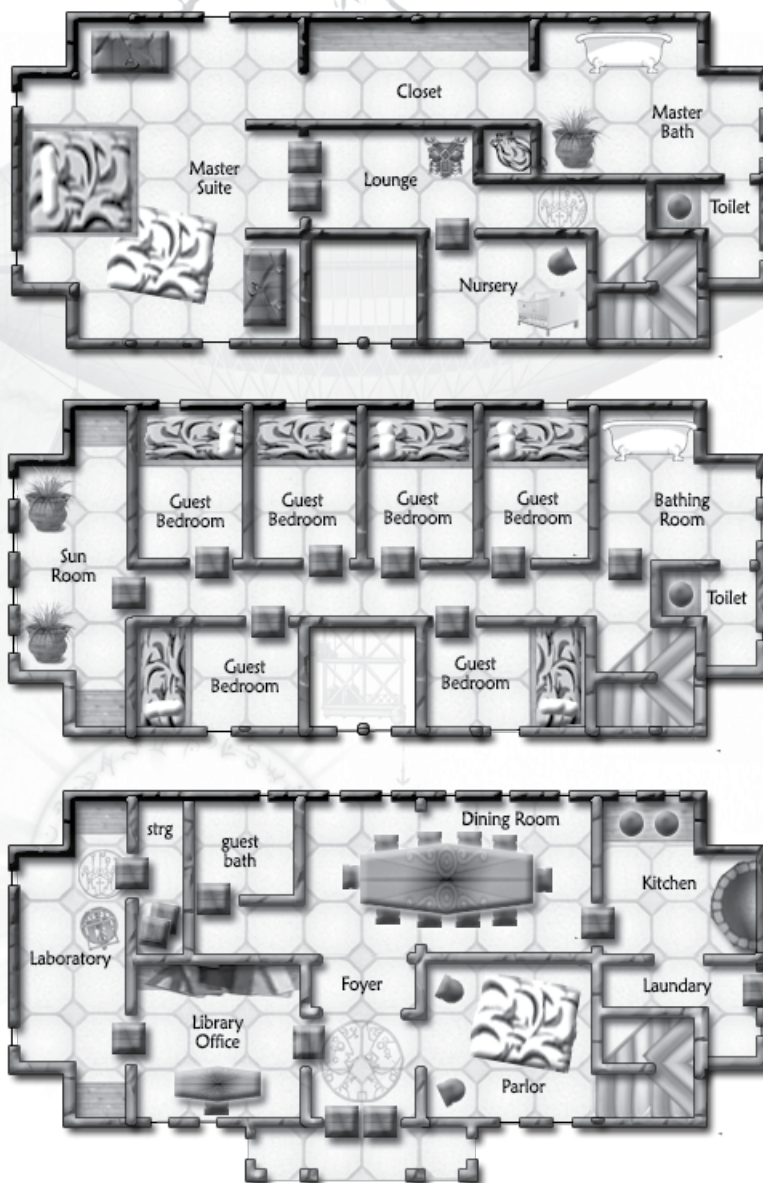 Closet
Master
Bath
Master
Suite
Lounge
Toilet
Nursery
Guest
Bedroom
Guest
Bedroom
Guest
Bedroom
Guest
Bedroom
Bathing
Room
Sun
Room
Toilet
Guest
Bedroom
Guest
Bedroom
strg
guest
bath
Dining Room
Kitchen
Laboratory
Foyer
Laundary
Library
Office
Parlor